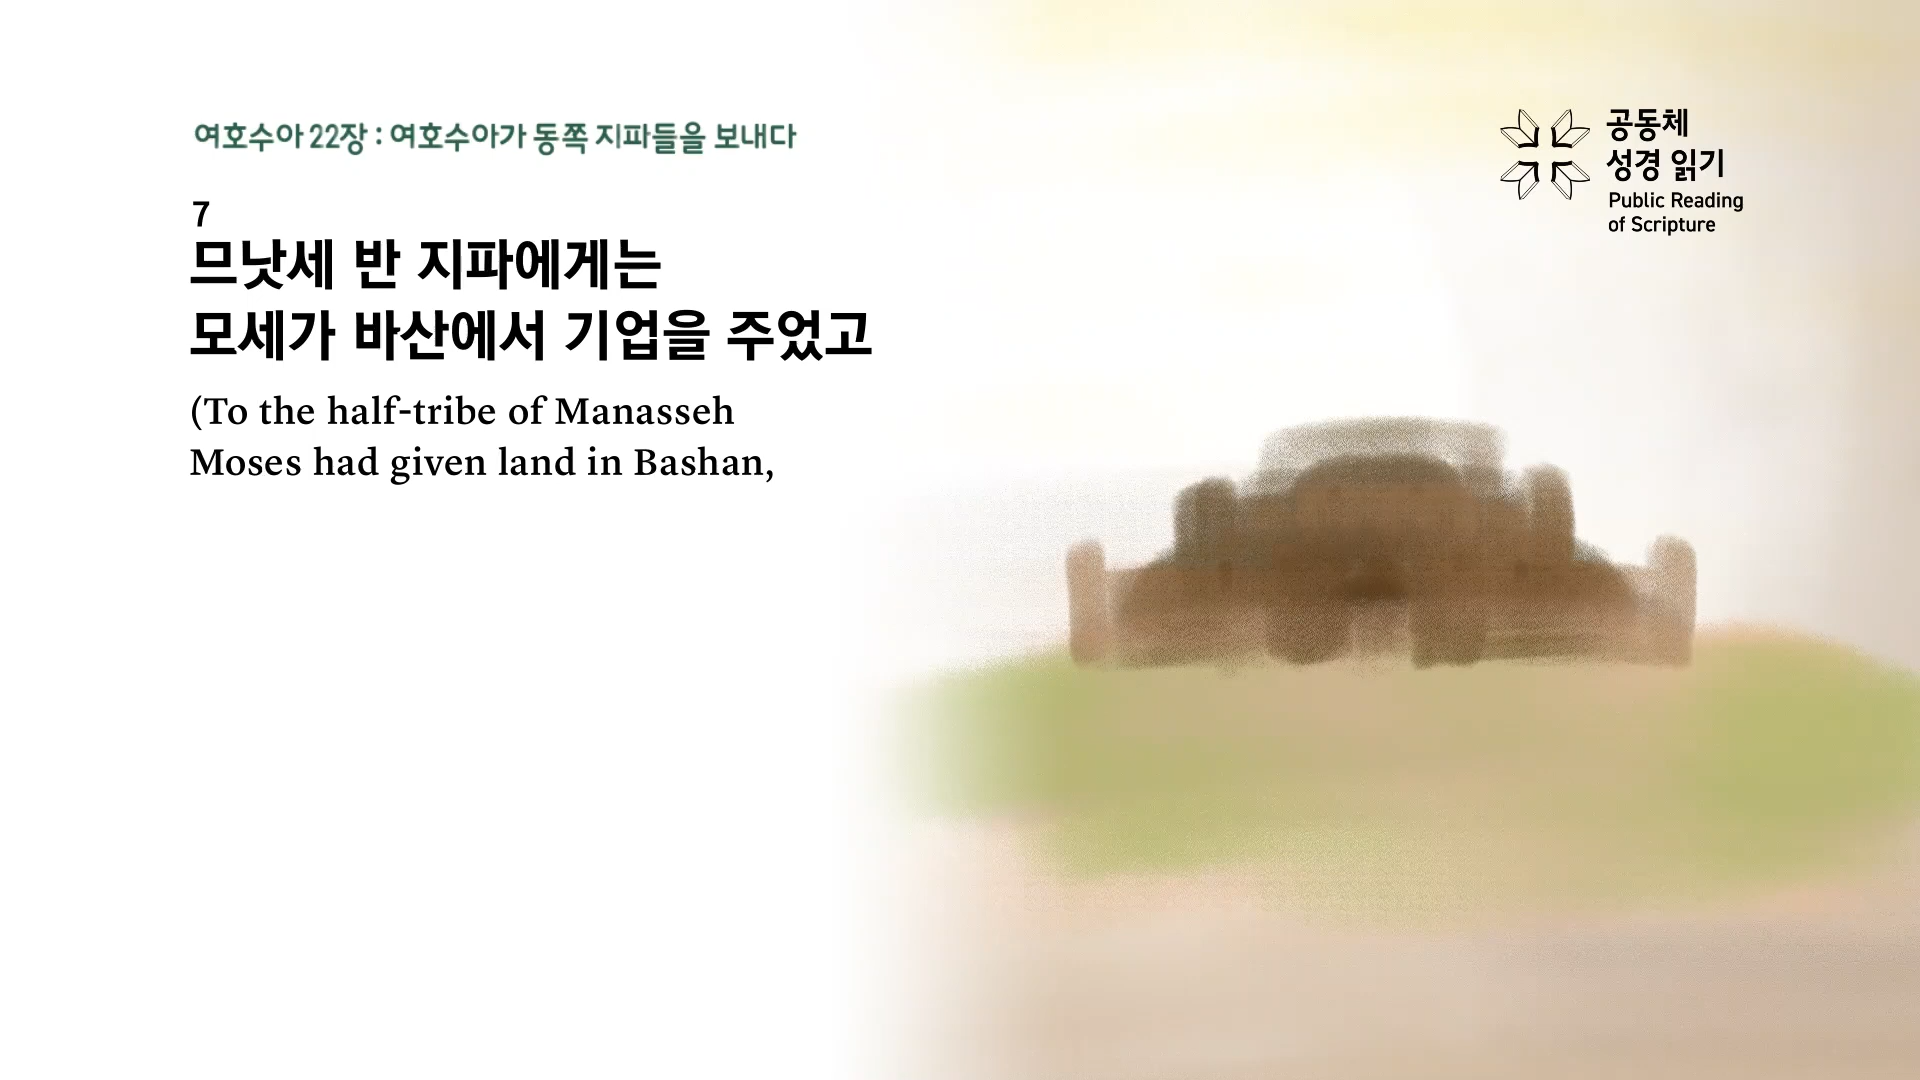 여호수아 22장 : 여호수아가 동쪽 지파들을 보내다
7
므낫세 반 지파에게는
모세가 바산에서 기업을 주었고
(To the half-tribe of Manasseh
Moses had given land in Bashan,
공동체
성경 읽기
Public Reading
of Scripture